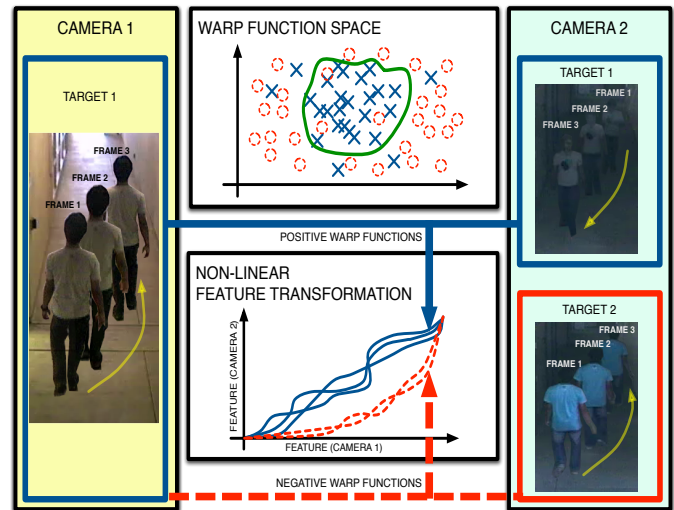 CAMERA 1
TARGET 1
FRAME 3
FRAME 2
FRAME 1
WARP FUNCTION SPACE
POSITIVE WARP FUNCTIONS
NON-LINEAR
FEATURE TRANSFORMATION
FEATURE (CAMERA 2)
FEATURE (CAMERA 1)
NEGATIVE WARP FUNCTIONS
CAMERA 2
TARGET 1
FRAME 1
FRAME 2
FRAME 3
TARGET 2
FRAME 3
FRAME 2
FRAME 1